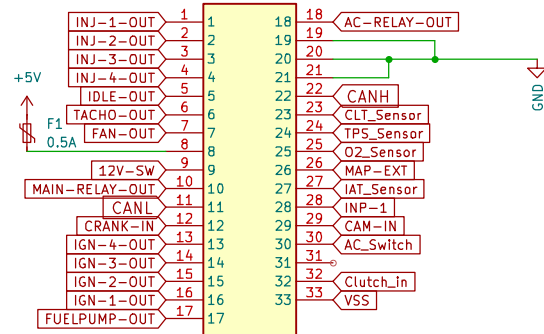 INJ-1-OUT 1 1 18 18 AC-RELAY-OUT
INJ-2-OUT 2 2 19 19
INJ-3-OUT 3 3 20 20
INJ-4-OUT 4 4 21 21
+5V IDLE-OUT 5 5 22 22 CANH GND
TACHO-OUT 6 6 23 23 CLT_Sensor
F1 FAN-OUT 7 7 24 24 TPS_Sensor
0.5A 8 8 25 25 O2_Sensor
12V-SW 9 9 26 26 MAP-EXT
MAIN-RELAY-OUT 10 10 27 27 IAT_Sensor
CANL 11 11 28 28 INP-1
CRANK-IN 12 12 29 29 CAM-IN
IGN-4-OUT 13 13 30 30 AC_Switch
IGN-3-OUT 14 14 31 31
IGN-2-OUT 15 15 32 32 Clutch_in
IGN-1-OUT 16 16 33 33 VSS
FUELPUMP-OUT 17 17